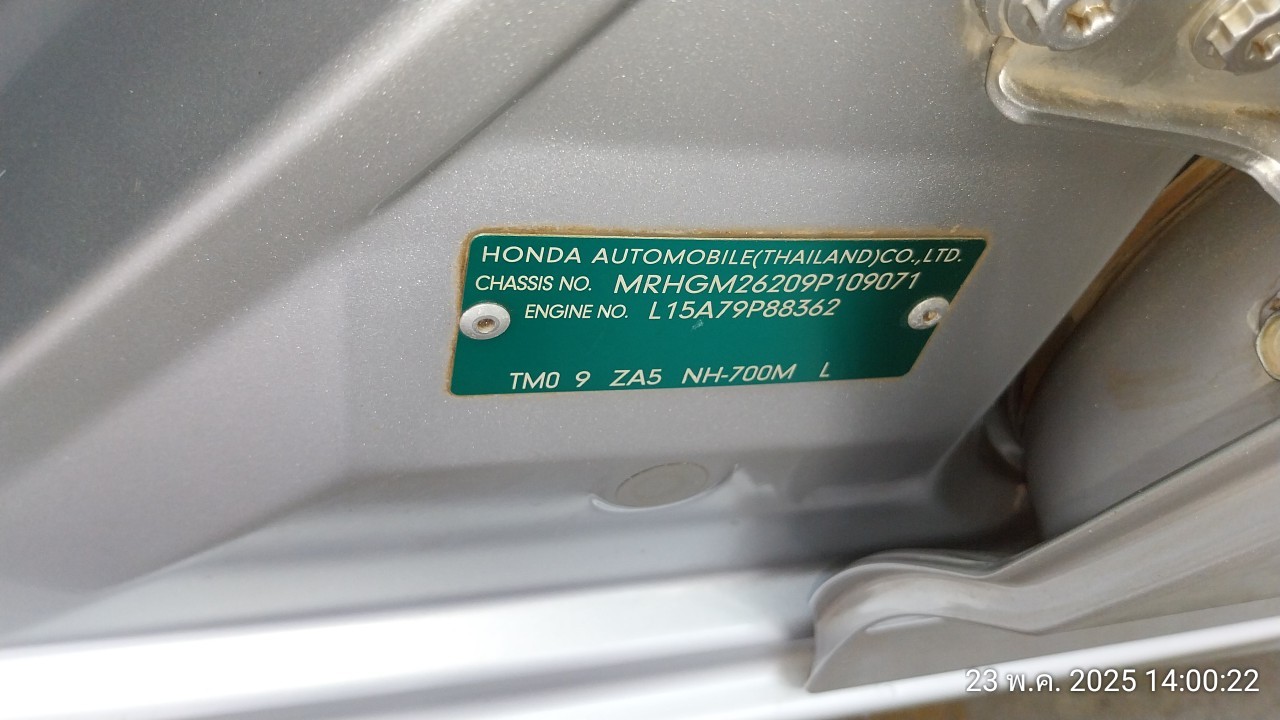 HONDA AUTOMOBILE(THAILAND)CO.,LTD.
CHASSIS NO. MRHGM26209P109071
ENGINE NO. L15A79P88362
TM0 9 ZA5 NH-700M L
23 พ.ค. 2025 14:00:22